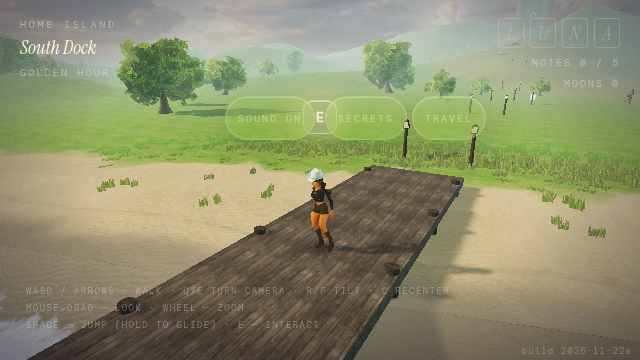 HOME ISLAND
South Dock
GOLDEN HOUR
L U N A
NOTES 0 / 5
MOONS 0
SOUND ON
E
SECRETS
TRAVEL
WASD / ARROWS — WALK · Q/E TURN CAMERA · R/F TILT · C RECENTER
MOUSE-DRAG — LOOK · WHEEL — ZOOM
SPACE — JUMP (HOLD TO GLIDE) · E — INTERACT
build 2026-11-22a